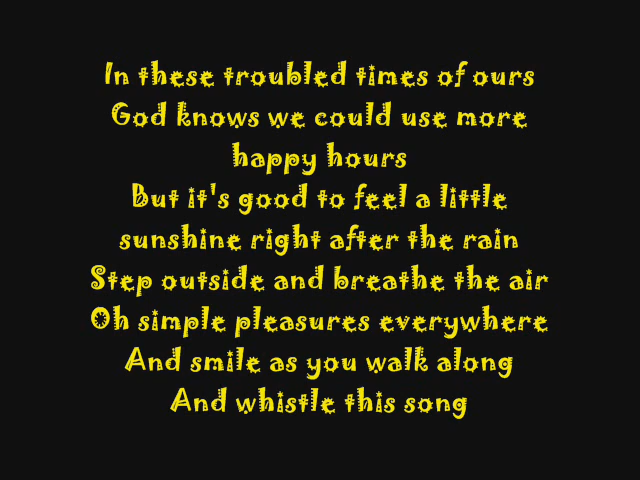 In these troubled times of ours
God knows we could use more
happy hours
But it's good to feel a little
sunshine right after the rain
Step outside and breathe the air
Oh simple pleasures everywhere
And smile as you walk along
And whistle this song